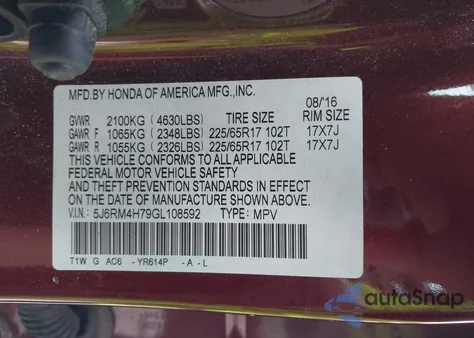 MFD.BY HONDA OF AMERICA MFG.,INC.
08/'16
GVWR 2100KG ( 4630LBS) TIRE SIZE RIM SIZE
GAWR F 1065KG ( 2348LBS) 225/65R17 102T 17X7J
GAWR R 1055KG ( 2326LBS) 225/65R17 102T 17X7J
THIS VEHICLE CONFORMS TO ALL APPLICABLE
FEDERAL MOTOR VEHICLE SAFETY
AND THEFT PREVENTION STANDARDS IN EFFECT
ON THE DATE OF MANUFACTURE SHOWN ABOVE.
V.I.N.: 5J6RM4H79GL108592 TYPE: MPV
T1W G AC6 - YR614P - A - L
autoSnap